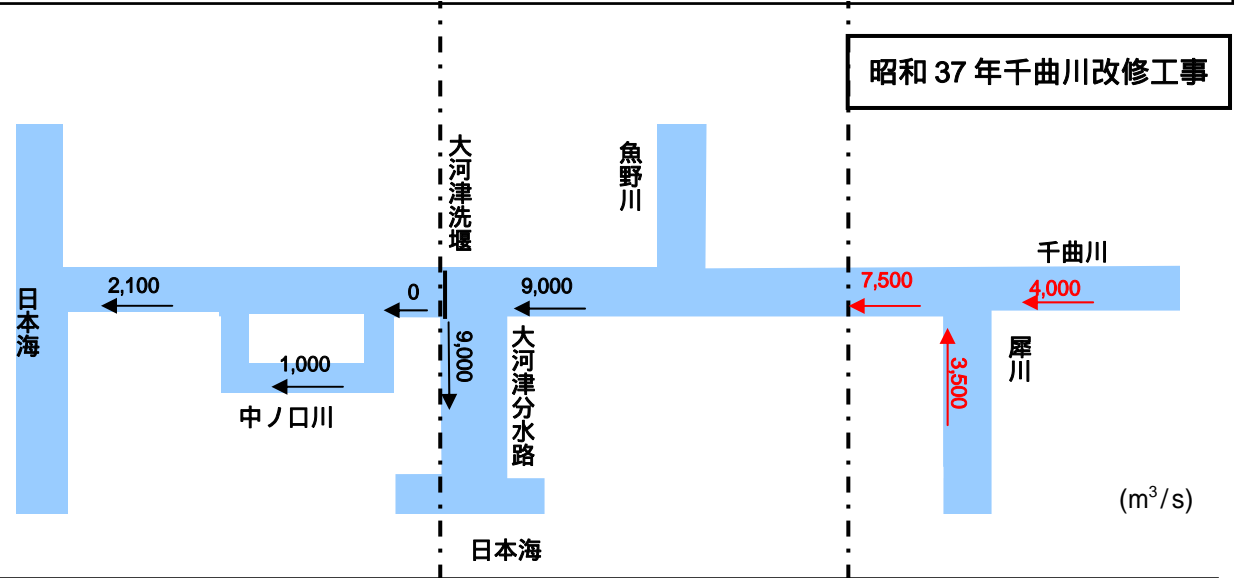 昭和 37 年千曲川改修工事
大河津洗堰
魚野川
千曲川
日本海
2,100
0
9,000
7,500
4,000
9,000
大河津分水路
犀川
3,500
1,000
中ノ口川
(m³/s)
日本海